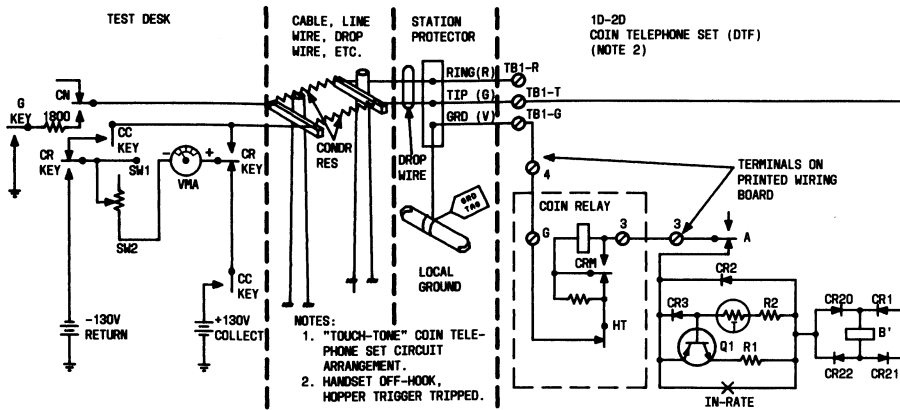 TEST DESK
CABLE, LINE
WIRE, DROP
WIRE, ETC.
STATION
PROTECTOR
1D-2D
COIN TELEPHONE SET (DTF)
(NOTE 2)
RING(R)
TB1-R
TIP (G)
TB1-T
GRD (V)
TB1-G
G
KEY
CN
1800
CC
KEY
CR
KEY
SW1
SW2
-
+
VMA
CR
KEY
CC
KEY
-130V
RETURN
+130V
COLLECT
CONDR
RES
DROP
WIRE
GRD
TAG
LOCAL
GROUND
4
TERMINALS ON
PRINTED WIRING
BOARD
COIN RELAY
G
3
3
A
CRM
HT
CR2
CR3
T
R2
Q1
R1
IN-RATE
CR20
CR1
B'
CR22
CR21
NOTES:
1. "TOUCH-TONE" COIN TELE-
PHONE SET CIRCUIT
ARRANGEMENT.
2. HANDSET OFF-HOOK,
HOPPER TRIGGER TRIPPED.